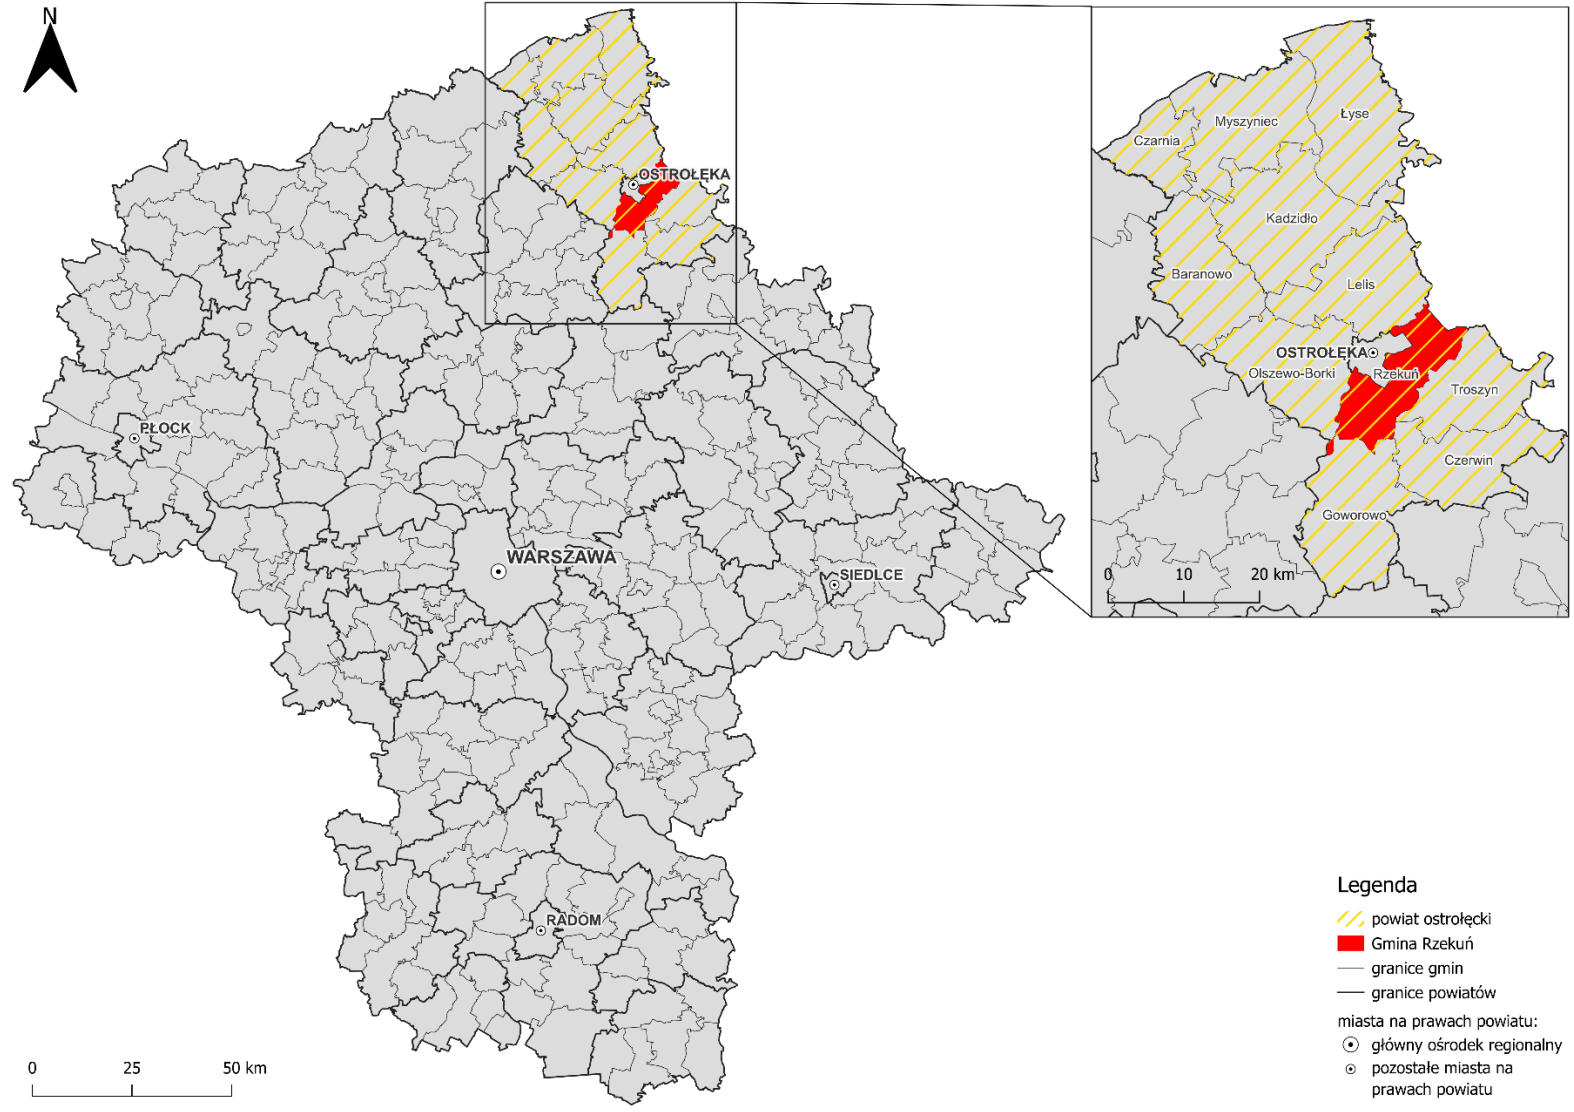 N
OSTROŁĘKA
PŁOCK
WARSZAWA
SIEDLCE
RADOM
0 25 50 km
Łyse
Myszyniec
Czarnia
Kadzidło
Baranowo
Lelis
OSTROŁĘKA
Olszewo-Borki
Rzekuń
Troszyn
Czerwin
Goworowo
0 10 20 km
Legenda
powiat ostrołęcki
Gmina Rzekuń
granice gmin
granice powiatów
miasta na prawach powiatu:
główny ośrodek regionalny
pozostałe miasta na
prawach powiatu